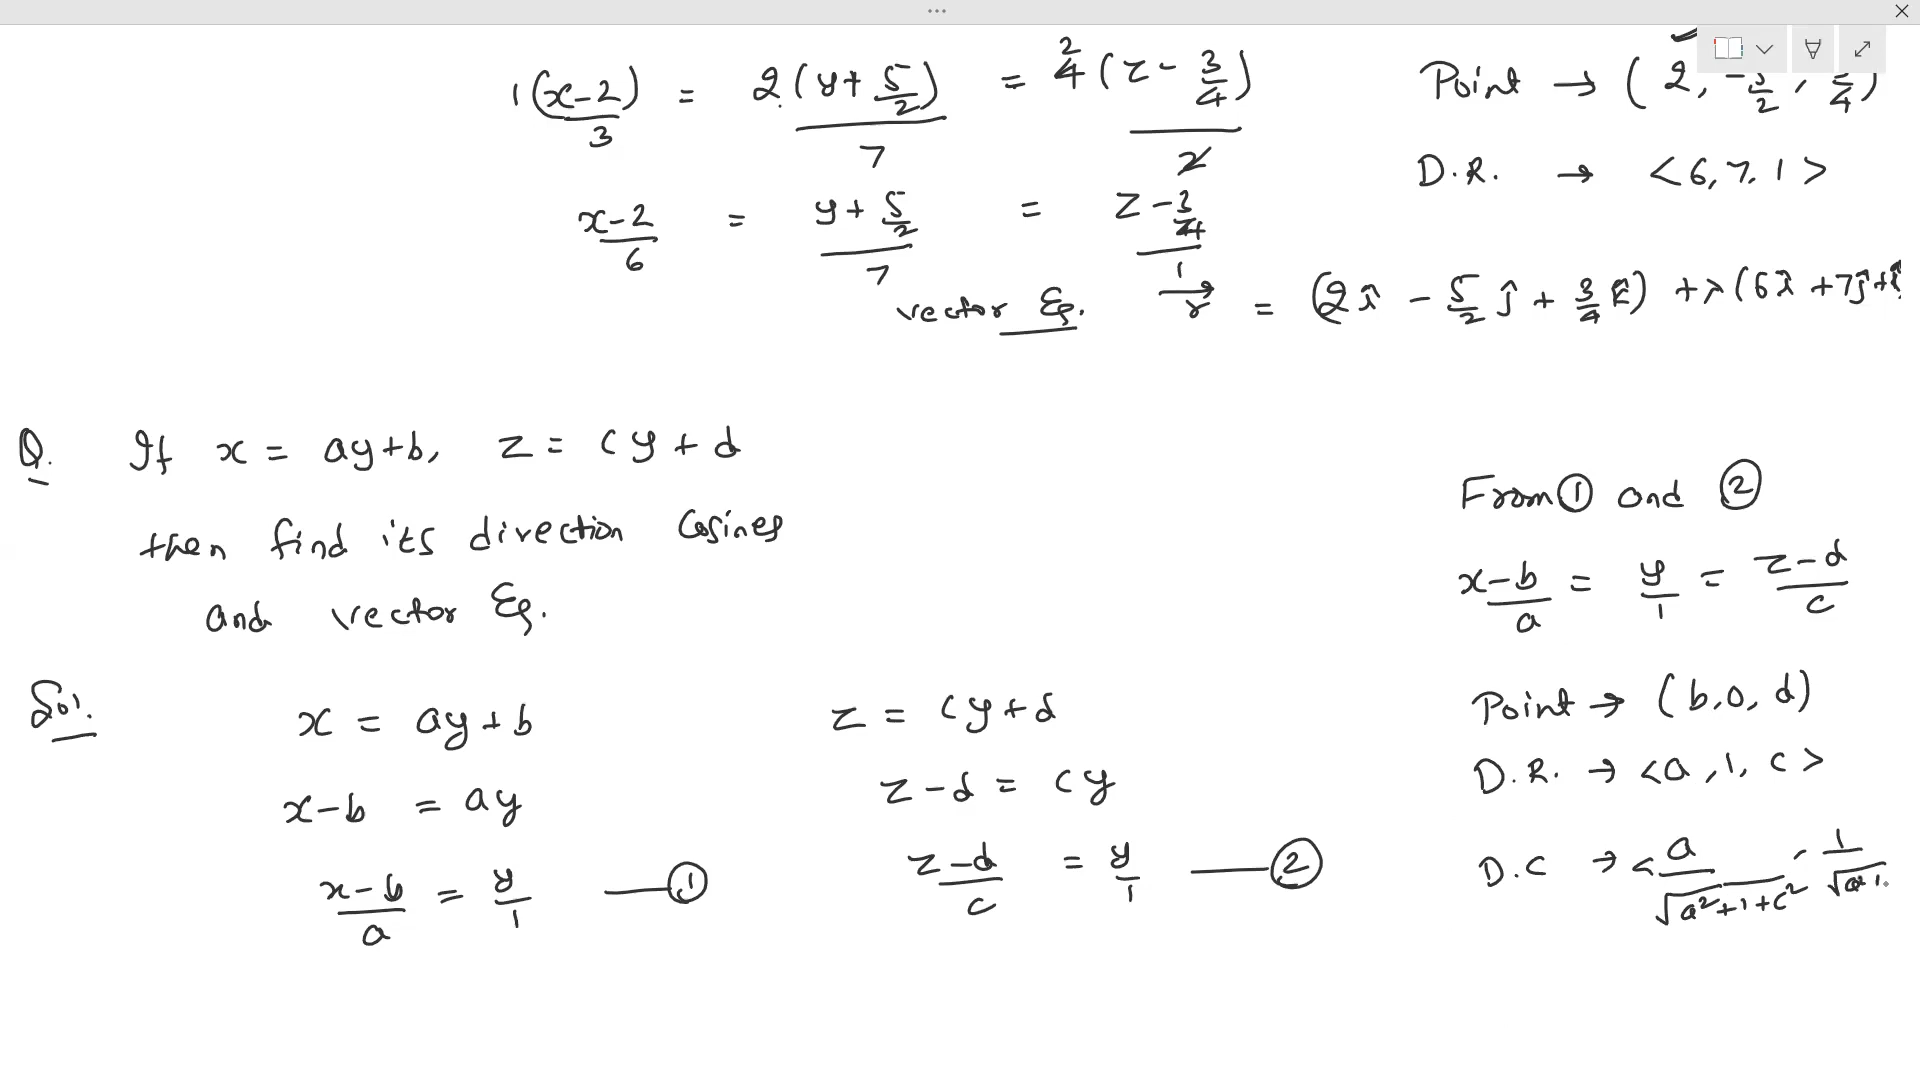 1(x-2)/3 = 2(y+5/2)/7 = 4(z-3/4)/2
Point → (2, -5/2, 3/4)
D.R. → <6, 7, 1>
x-2/6 = y+5/2/7 = z-3/4/1
vector Eq. r = (2î - 5/2 ĵ + 3/4 k̂) + λ(6î + 7ĵ + k̂
Q. If x = ay+b, z = cy+d
then find its direction cosines
and vector Eq.
Sol.
x = ay+b
x-b = ay
x-b/a = y/1 —— ①
z = cy+d
z-d = cy
z-d/c = y/1 —— ②
From ① and ②
x-b/a = y/1 = z-d/c
Point → (b, 0, d)
D.R. → <a, 1, c>
D.C → <a/√a²+1+c², 1/√a²